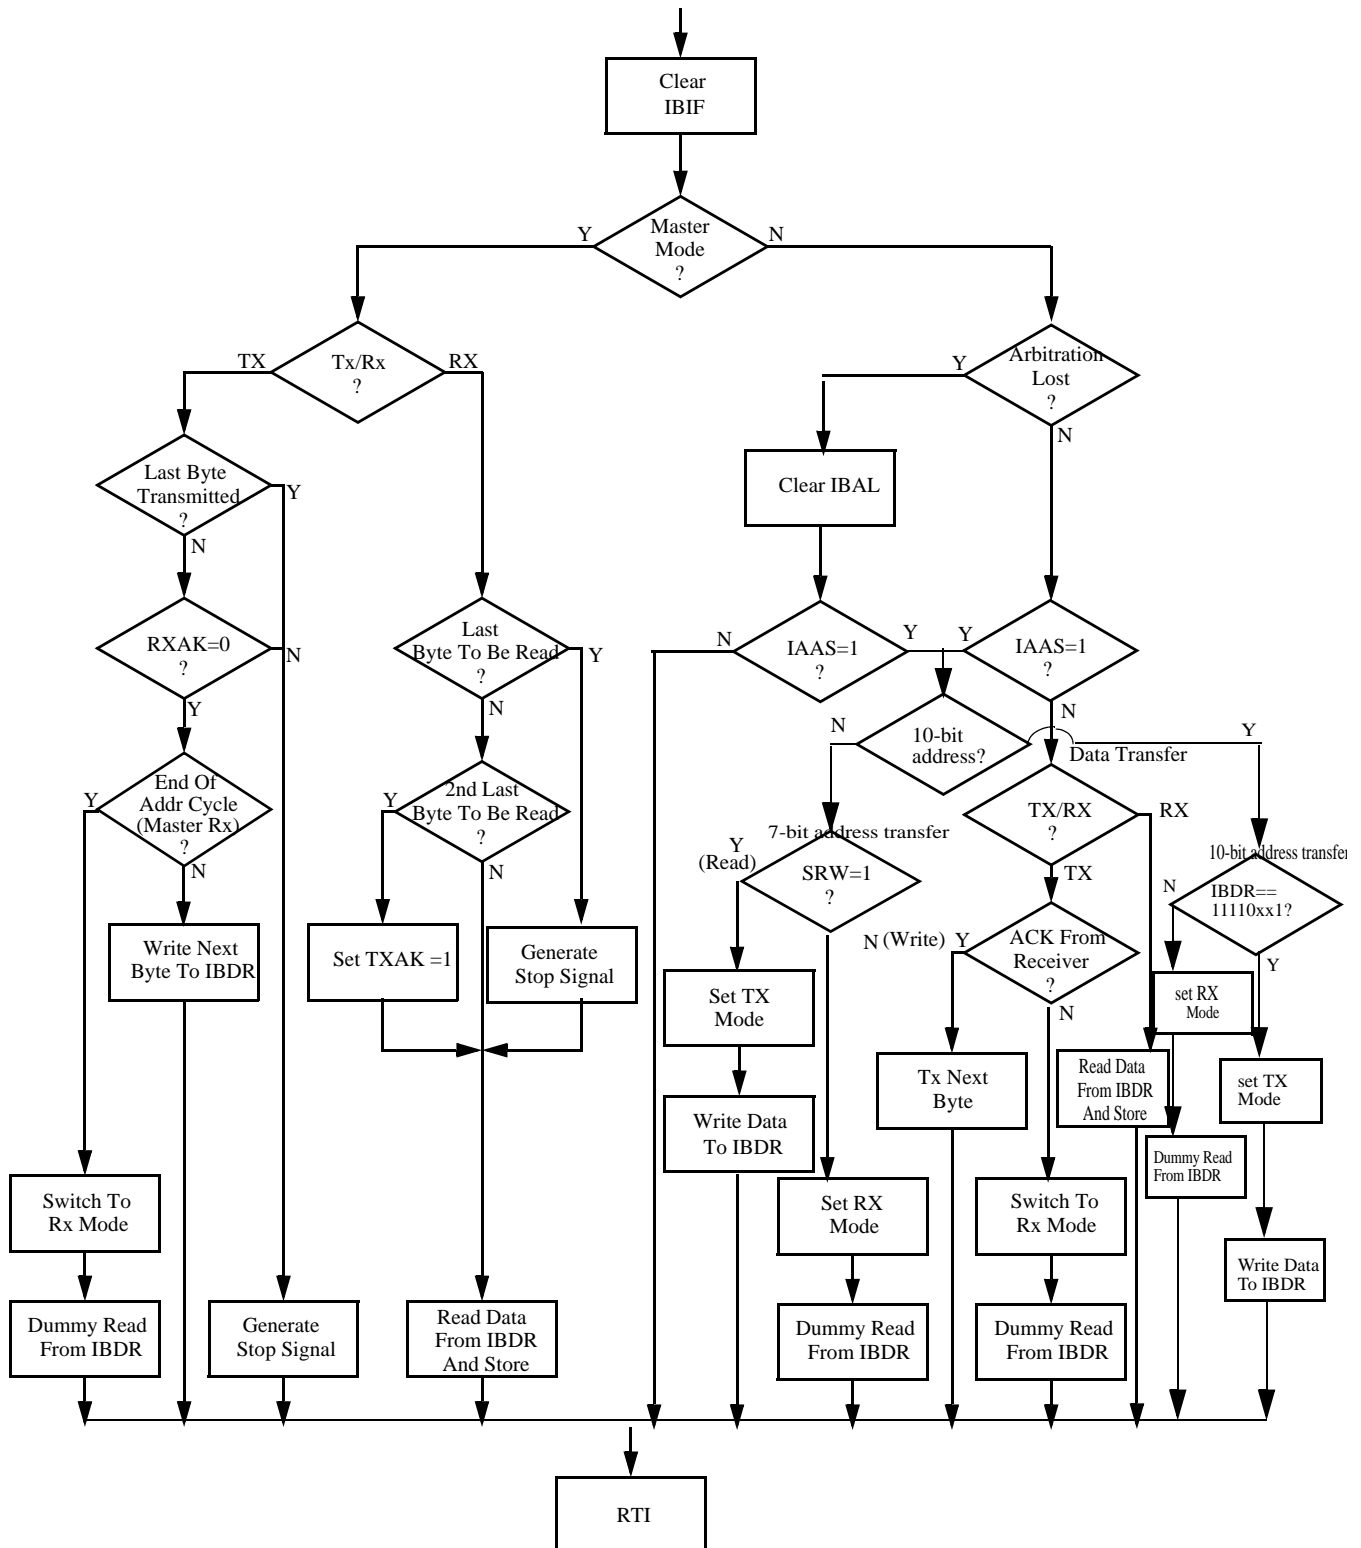 Clear
IBIF
Master
Mode
?
Y
N
Tx/Rx
?
TX
RX
Arbitration
Lost
?
Y
N
Last Byte
Transmitted
?
Y
N
Clear IBAL
RXAK=0
?
N
Y
Last
Byte To Be Read
?
Y
N
IAAS=1
?
N
Y
IAAS=1
?
Y
N
10-bit
address?
N
Y
Data Transfer
End Of
Addr Cycle
(Master Rx)
?
Y
N
2nd Last
Byte To Be Read
?
Y
N
7-bit address transfer
SRW=1
?
Y
(Read)
N (Write)
TX/RX
?
RX
TX
10-bit address transfer
IBDR==
11110xx1?
N
Y
Write Next
Byte To IBDR
Set TXAK =1
Generate
Stop Signal
ACK From
Receiver
?
Y
N
Set TX
Mode
set RX
Mode
Tx Next
Byte
Read Data
From IBDR
And Store
set TX
Mode
Write Data
To IBDR
Dummy Read
From IBDR
Switch To
Rx Mode
Set RX
Mode
Switch To
Rx Mode
Write Data
To IBDR
Dummy Read
From IBDR
Generate
Stop Signal
Read Data
From IBDR
And Store
Dummy Read
From IBDR
Dummy Read
From IBDR
RTI